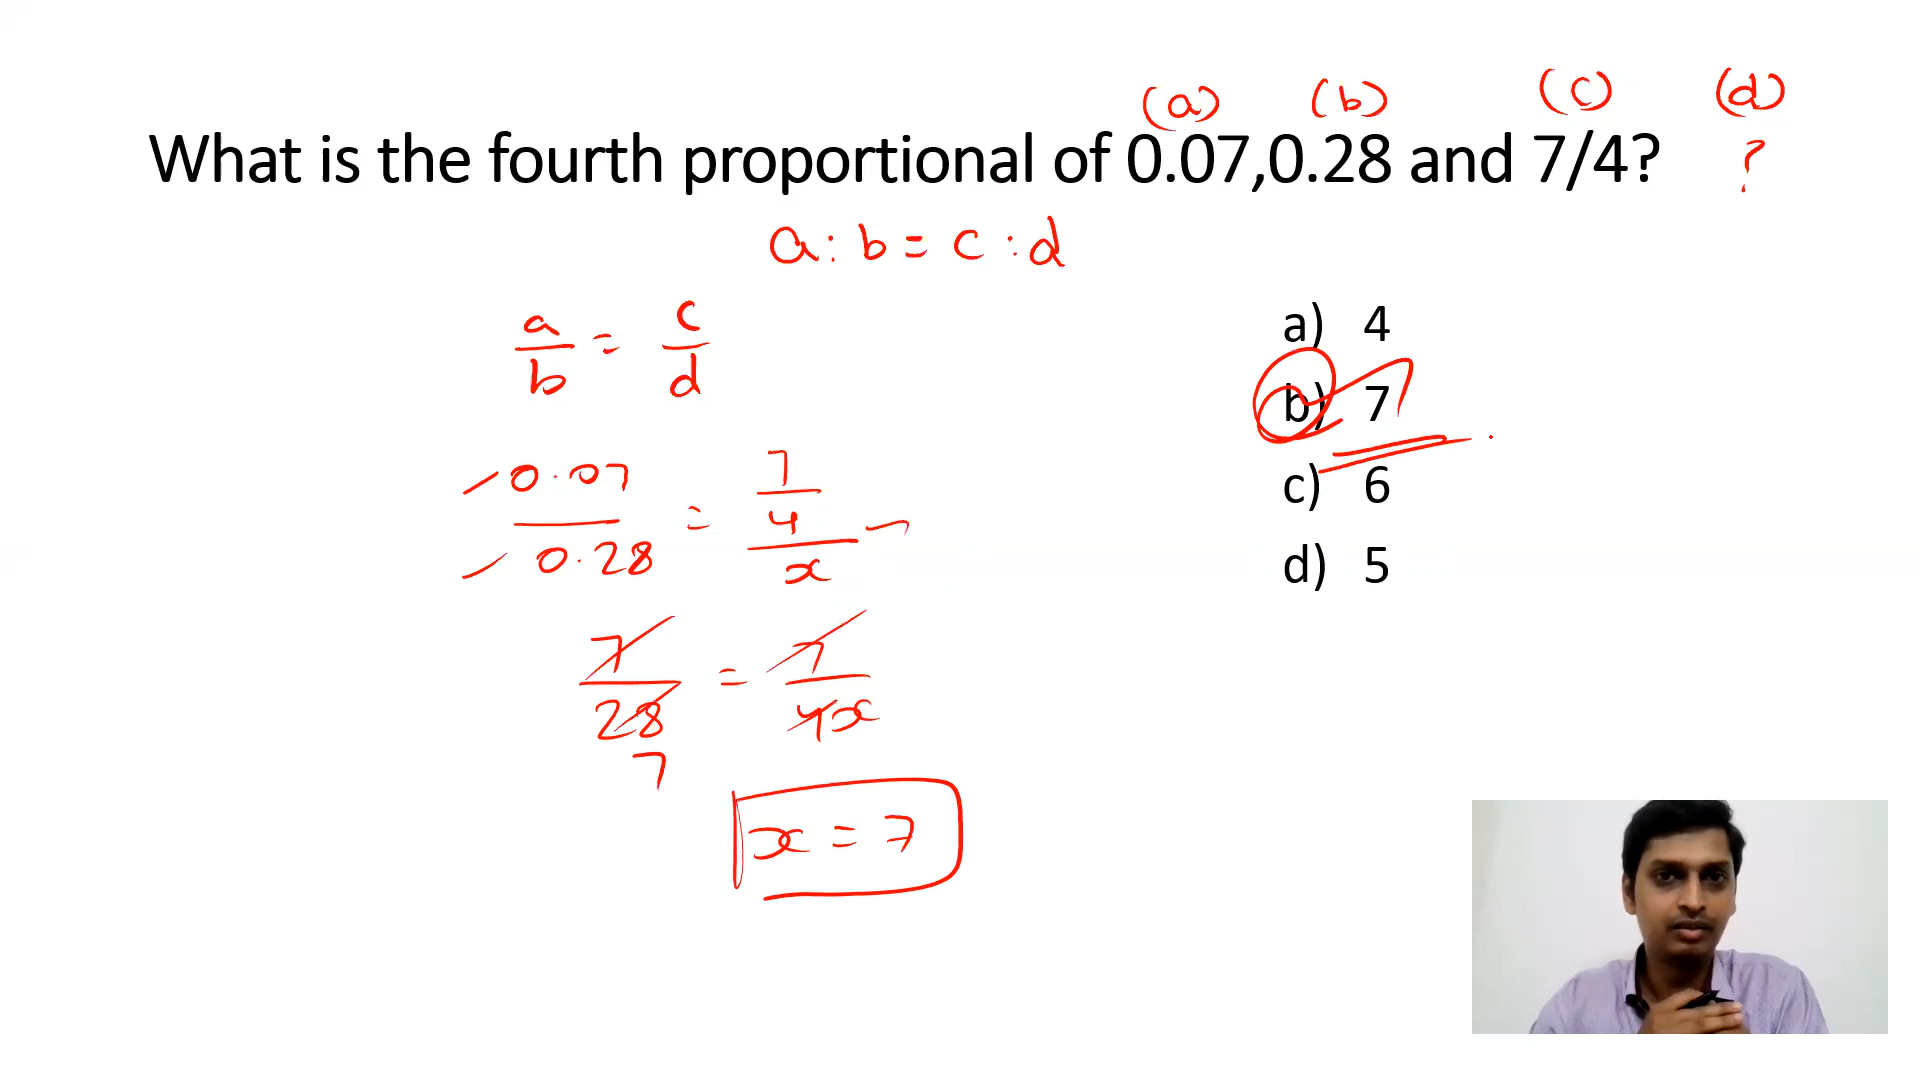 (a) (b) (c) (d)
What is the fourth proportional of 0.07,0.28 and 7/4? ?
a : b = c : d
a/b = c/d
a) 4
b) 7
c) 6
d) 5
0.07/0.28 = 7/4/x
7/28 = 7/4x
7
x = 7